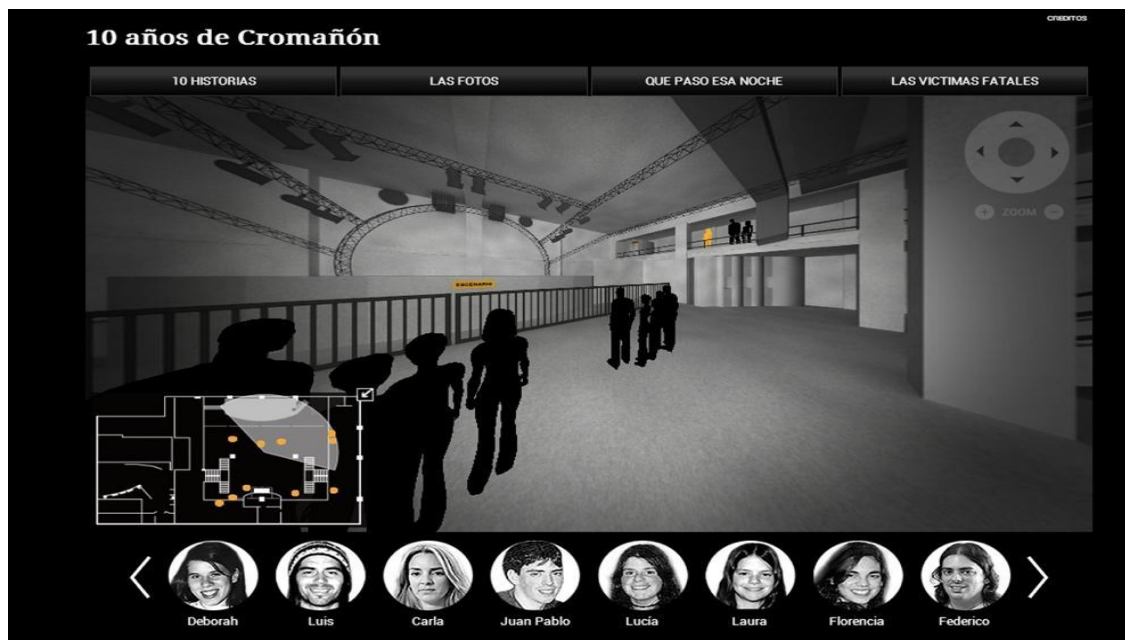 CREDITOS
10 años de Cromañón
10 HISTORIAS
LAS FOTOS
QUE PASO ESA NOCHE
LAS VICTIMAS FATALES
ZOOM
ESCENARIO
Deborah
Luis
Carla
Juan Pablo
Lucía
Laura
Florencia
Federico